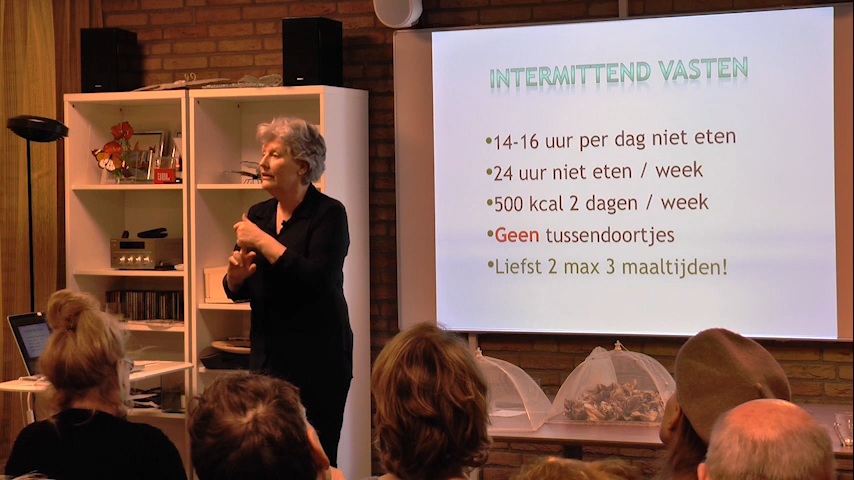 INTERMITTEND VASTEN
•14-16 uur per dag niet eten
•24 uur niet eten / week
•500 kcal 2 dagen / week
•Geen tussendoortjes
•Liefst 2 max 3 maaltijden!